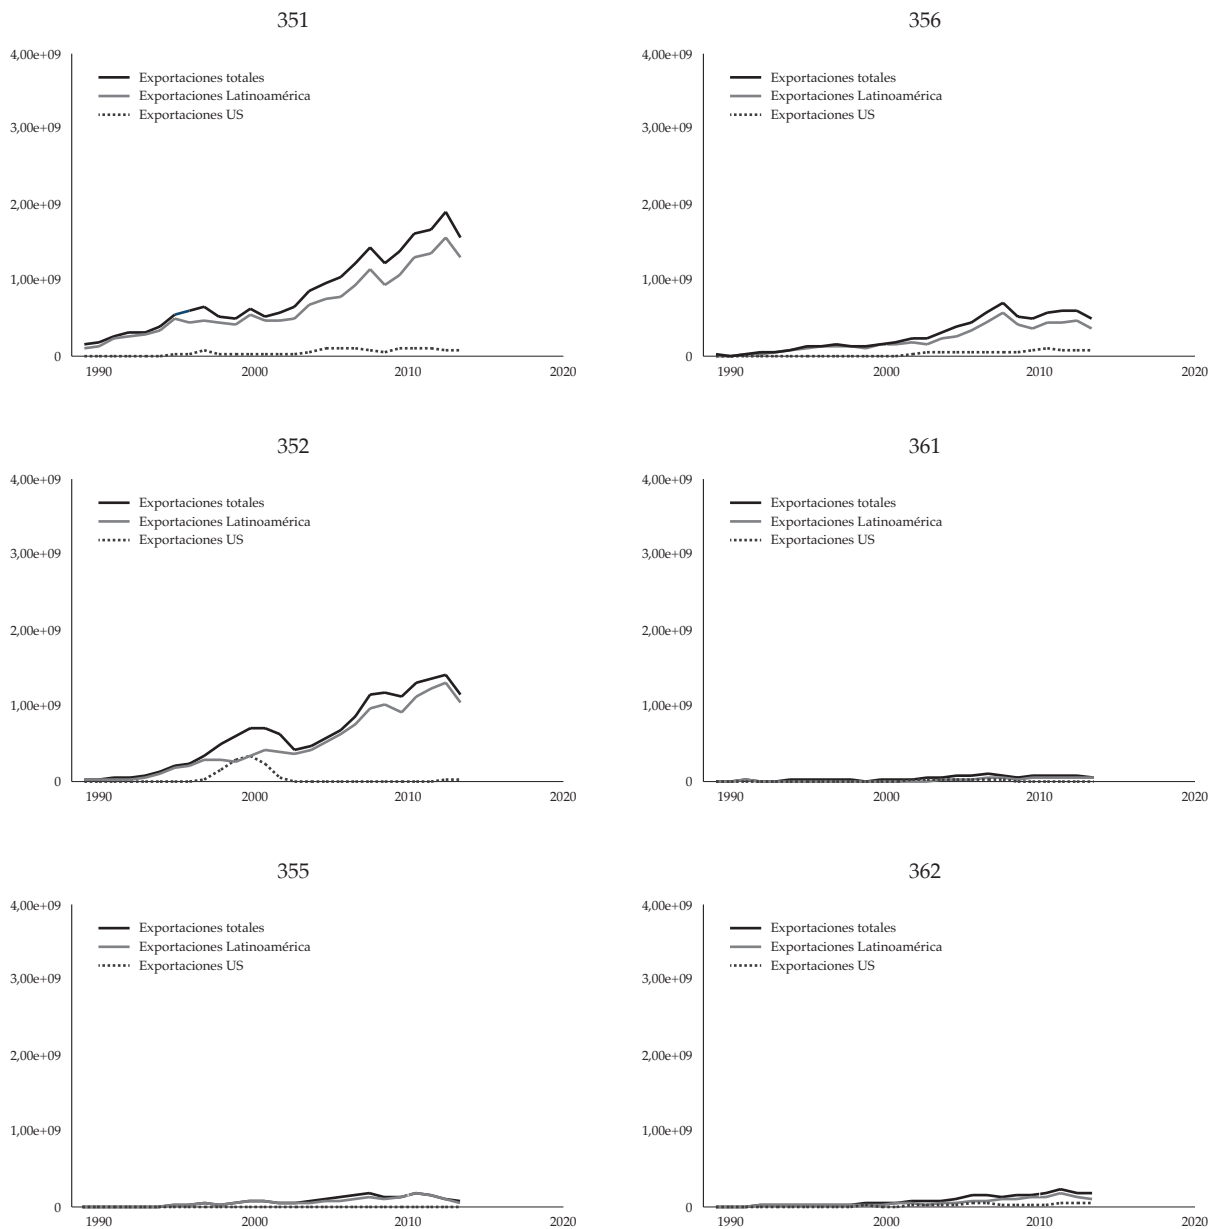 351
4,00e+09
Exportaciones totales
Exportaciones Latinoamérica
Exportaciones US
3,00e+09
2,00e+09
1,00e+09
0
1990 2000 2010 2020
356
4,00e+09
Exportaciones totales
Exportaciones Latinoamérica
Exportaciones US
3,00e+09
2,00e+09
1,00e+09
0
1990 2000 2010 2020
352
4,00e+09
Exportaciones totales
Exportaciones Latinoamérica
Exportaciones US
3,00e+09
2,00e+09
1,00e+09
0
1990 2000 2010 2020
361
4,00e+09
Exportaciones totales
Exportaciones Latinoamérica
Exportaciones US
3,00e+09
2,00e+09
1,00e+09
0
1990 2000 2010 2020
355
4,00e+09
Exportaciones totales
Exportaciones Latinoamérica
Exportaciones US
3,00e+09
2,00e+09
1,00e+09
0
1990 2000 2010 2020
362
4,00e+09
Exportaciones totales
Exportaciones Latinoamérica
Exportaciones US
3,00e+09
2,00e+09
1,00e+09
0
1990 2000 2010 2020